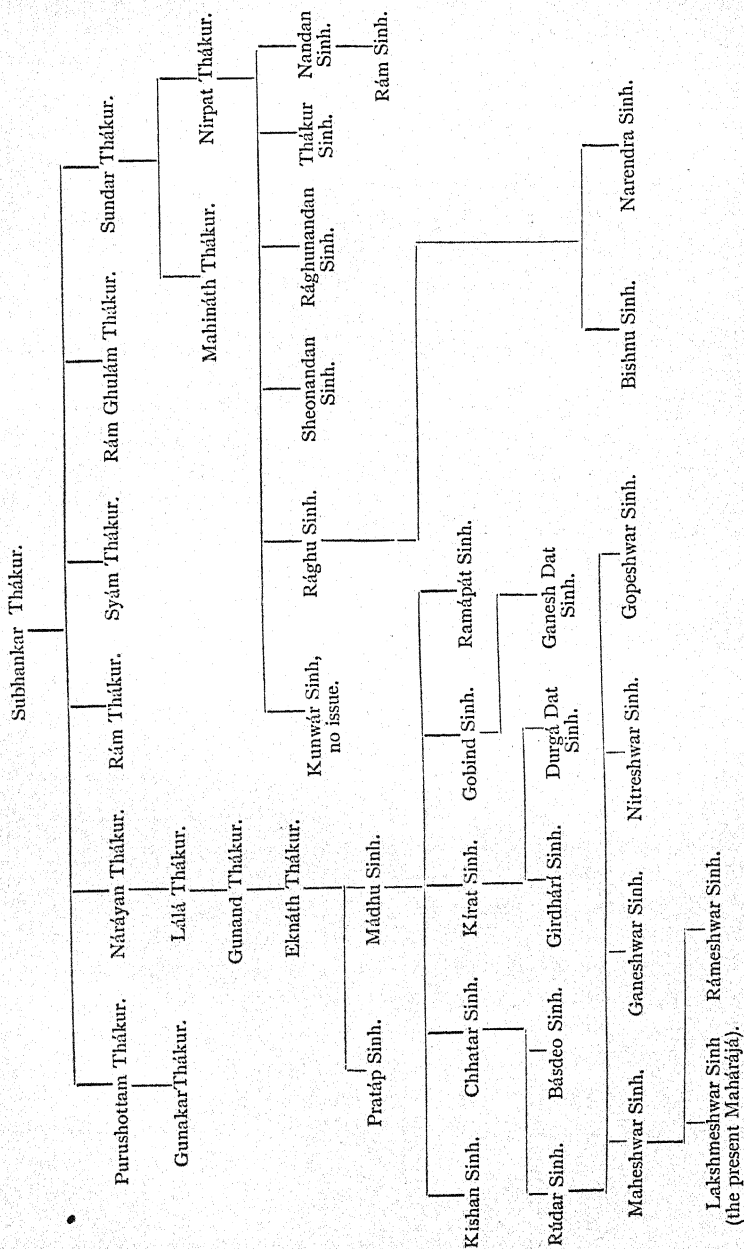 Subhankar Thákur.
Purushottam Thákur. Náráyan Thákur. Rám Thákur. Syám Thákur. Rám Ghulám Thákur. Sundar Thákur.
Gunakar Thákur. Lálá Thákur. Mahináth Thákur. Nirpat Thákur.
Gunand Thákur.
Eknáth Thákur. Kunwár Sinh, Rághu Sinh. Sheonandan Rághunandan Thákur Nandan
no issue. Sinh. Sinh. Sinh. Sinh.
Pratáp Sinh. Mádhu Sinh. Rám Sinh.
Kishan Sinh. Chhatar Sinh. Kírat Sinh. Gobind Sinh. Ramápát Sinh.
Rúdar Sinh. Básdeo Sinh. Girdhárí Sinh. Durgá Dat Ganesh Dat
Sinh. Sinh.
Maheshwar Sinh. Ganeshwar Sinh. Nitreshwar Sinh. Gopeshwar Sinh. Bishnu Sinh. Narendra Sinh.
Lakshmeshwar Sinh Rámeshwar Sinh.
(the present Mahárájá).